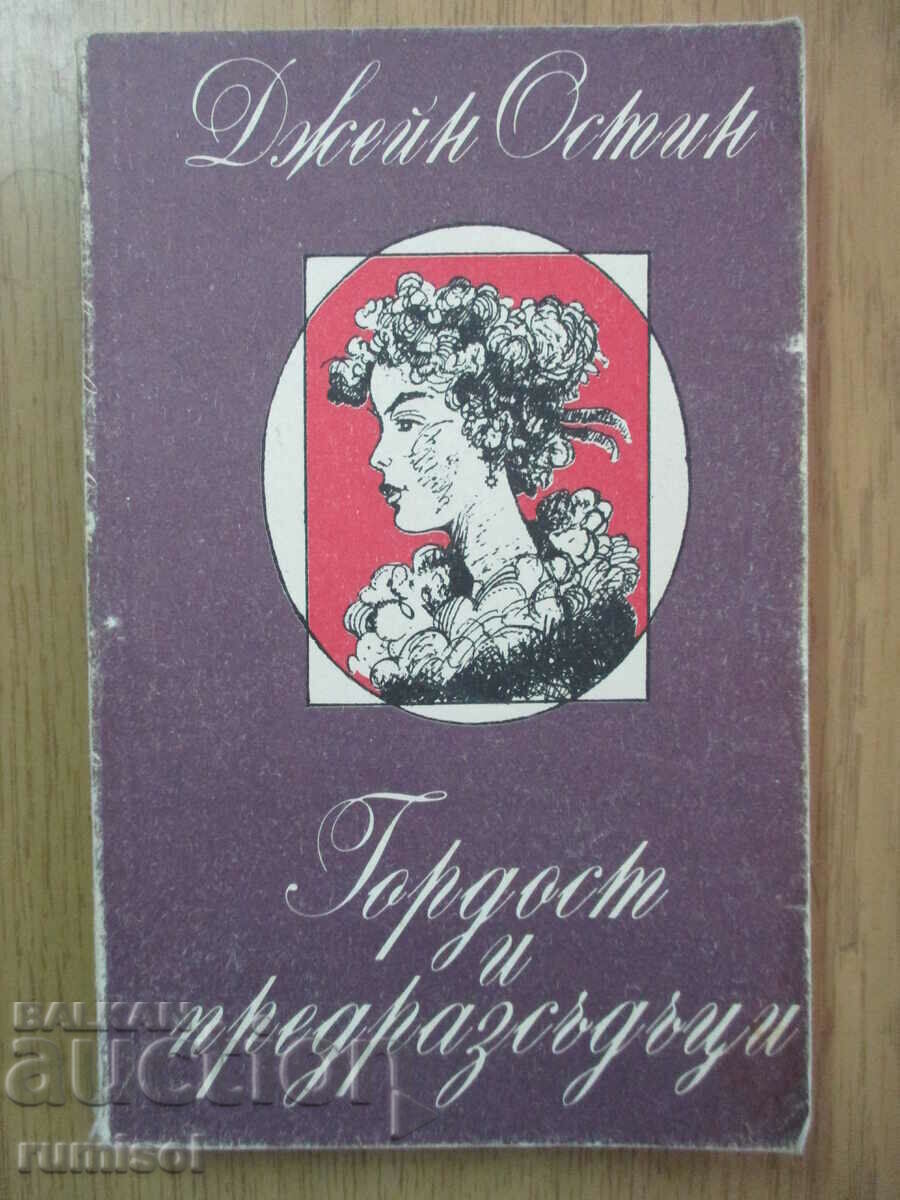 Джейн Остин
Гордост
и
предразсъдъци
BALKAN
auction
rumisol